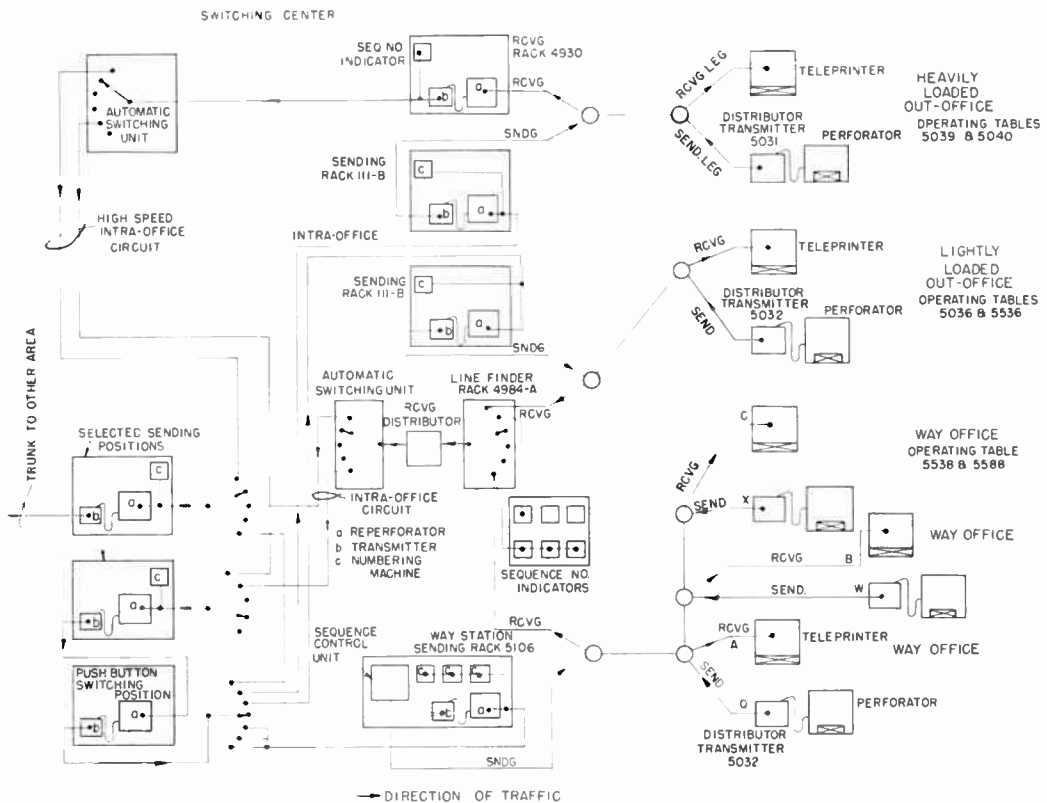 SWITCHING CENTER
SEQ NO
INDICATOR
RCVG
RACK 4930
a
b
RCVG
SNDG
AUTOMATIC
SWITCHING
UNIT
RCVG LEG
SEND. LEG
TELEPRINTER
DISTRIBUTOR
TRANSMITTER
5031
PERFORATOR
HEAVILY
LOADED
OUT-OFFICE
OPERATING TABLES
5039 & 5040
SENDING
RACK III-B
c
b
a
HIGH SPEED
INTRA-OFFICE
CIRCUIT
INTRA-OFFICE
SENDING
RACK III-B
c
b
a
SNDG
RCVG
SEND
TELEPRINTER
DISTRIBUTOR
TRANSMITTER
5032
PERFORATOR
LIGHTLY
LOADED
OUT-OFFICE
OPERATING TABLES
5036 & 5536
TRUNK TO OTHER AREA
AUTOMATIC
SWITCHING UNIT
RCVG
DISTRIBUTOR
LINE FINDER
RACK 4984-A
RCVG
SELECTED SENDING
POSITIONS
c
b
a
INTRA-OFFICE
CIRCUIT
a REPERFORATOR
b TRANSMITTER
c NUMBERING
MACHINE
SEQUENCE NO.
INDICATORS
C
RCVG
WAY OFFICE
OPERATING TABLE
5538 & 5588
SEND
X
RCVG
B
WAY OFFICE
SEND.
W
c
b
a
SEQUENCE
CONTROL
UNIT
WAY STATION
SENDING RACK 5106
RCVG
C
C
C
b
a
SNDG
RCVG
A
TELEPRINTER
WAY OFFICE
SEND
Q
PERFORATOR
DISTRIBUTOR
TRANSMITTER
5032
PUSH BUTTON
SWITCHING
POSITION
b
a
DIRECTION OF TRAFFIC